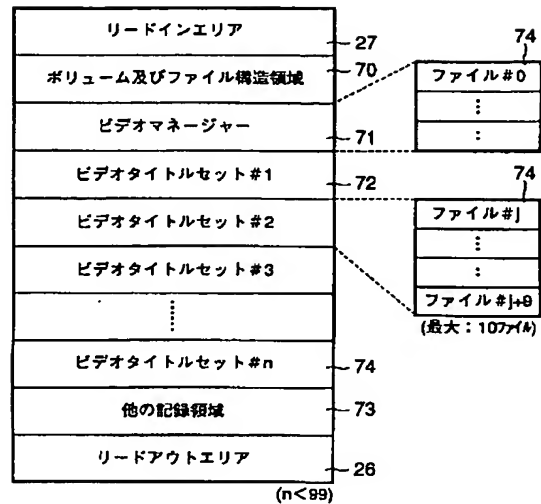 リードインエリア
27
ボリューム及びファイル構造領域
70
ビデオマネージャー
71
ビデオタイトルセット#1
72
ビデオタイトルセット#2
ビデオタイトルセット#3
ビデオタイトルセット#n
74
他の記録領域
73
リードアウトエリア
26
(n<99)
74
ファイル#0
74
ファイル#j
ファイル#j+9
(最大:10ファイル)